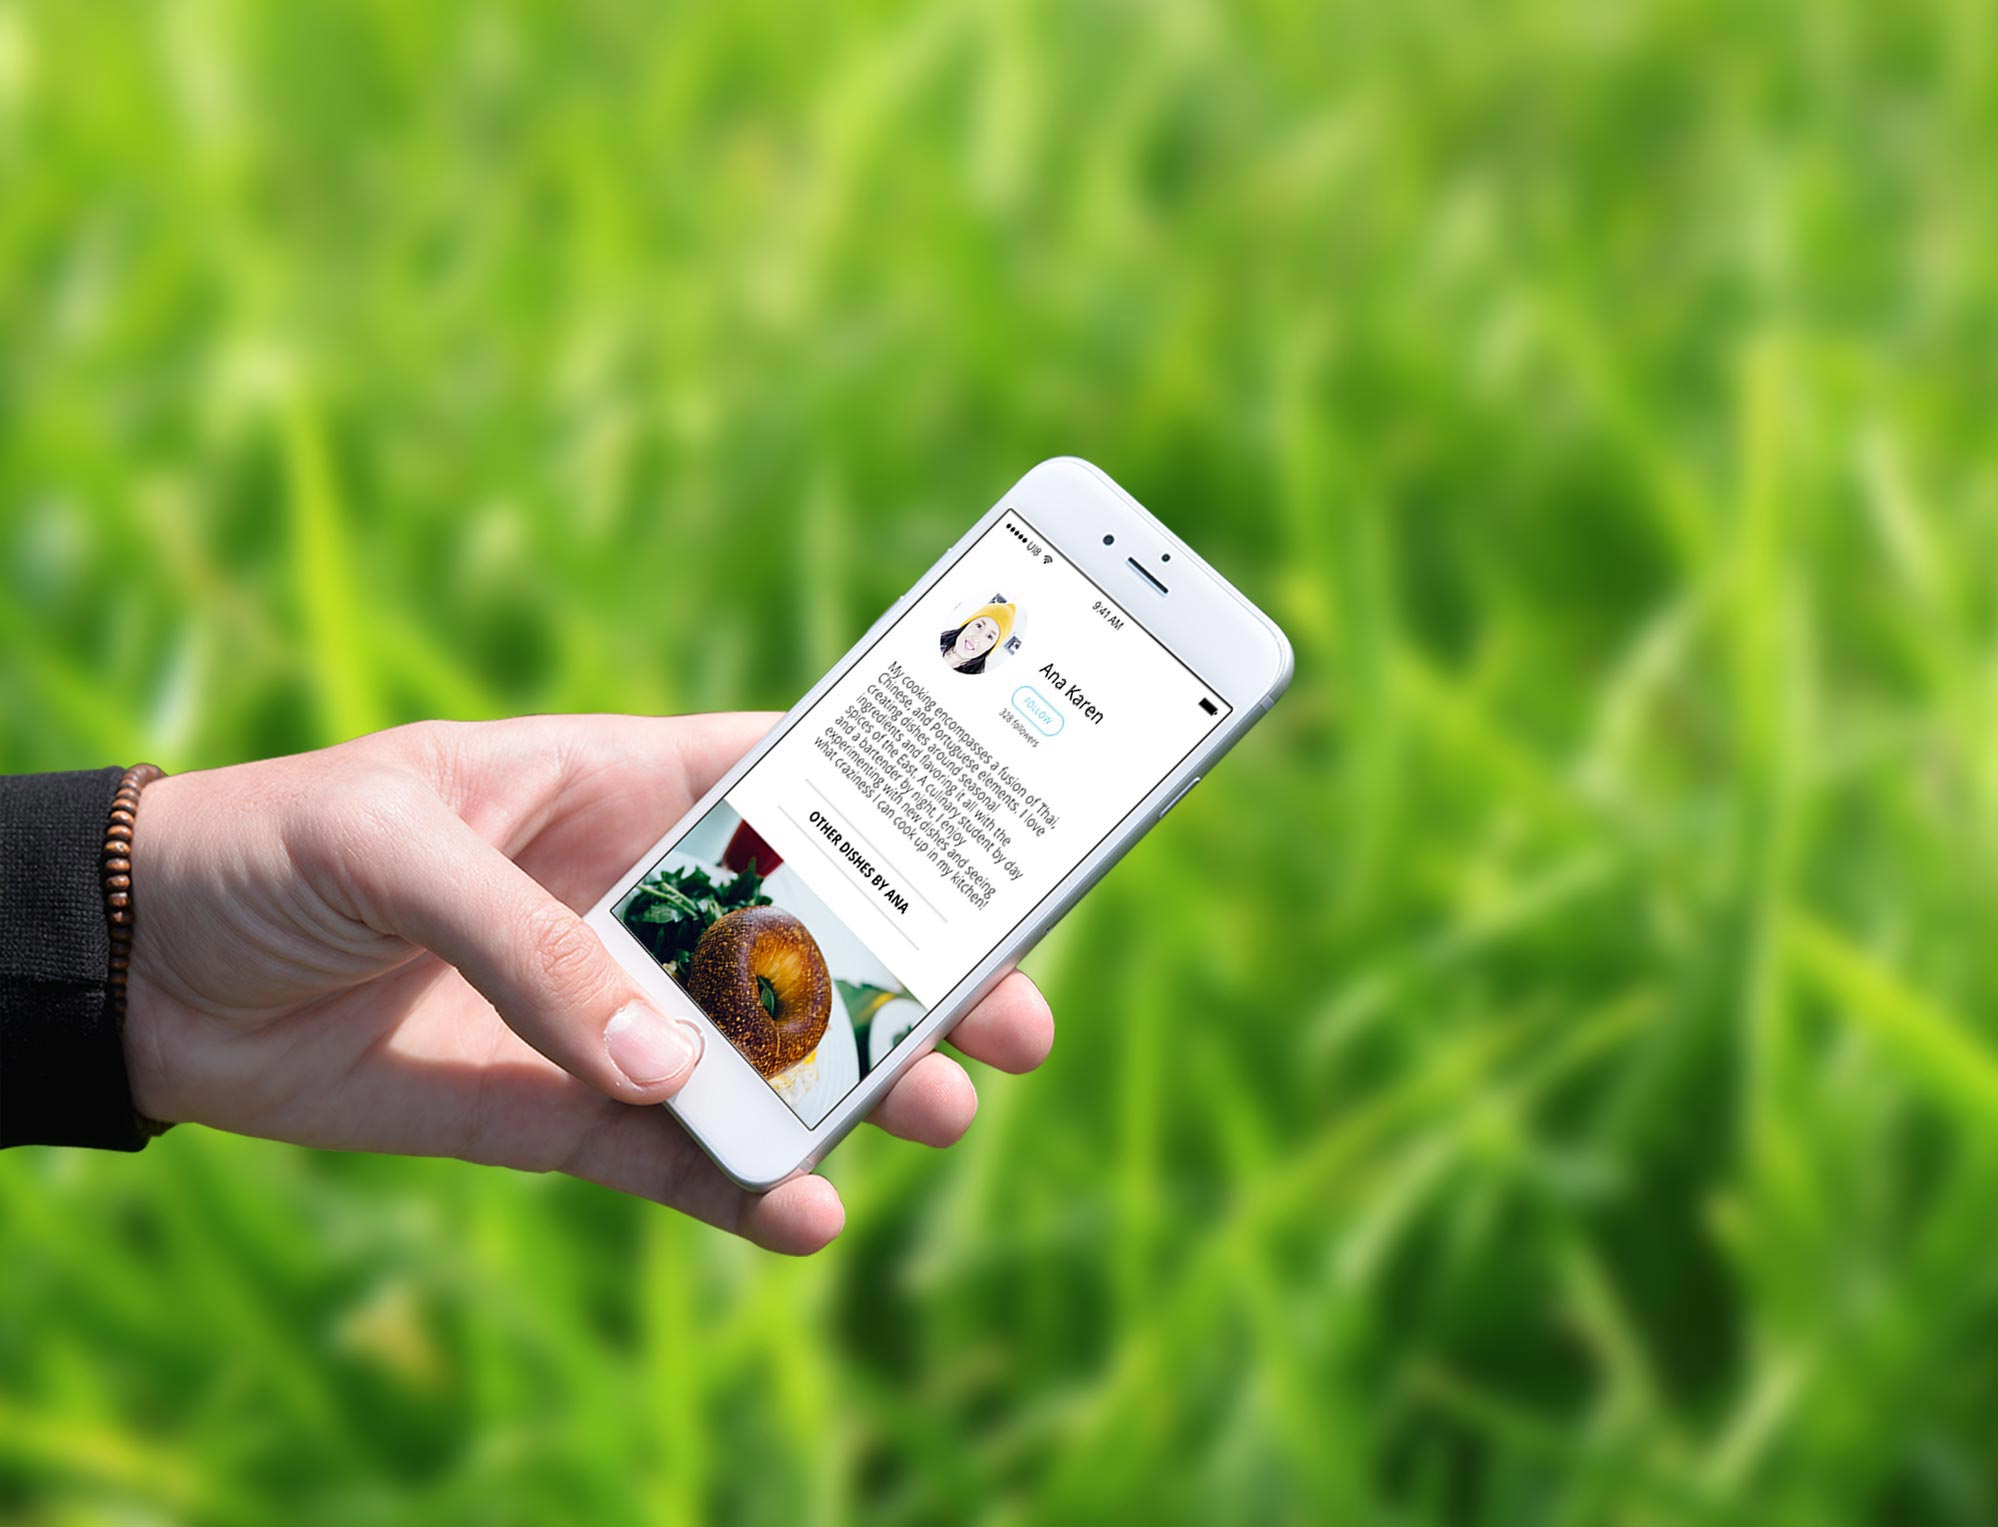 UI8
9:41 AM
Ana Karen
FOLLOW
328 followers
My cooking encompasses a fusion of Thai,
Chinese, and Portuguese elements. I love
creating dishes around seasonal
ingredients and flavoring it all with the
spices of the East. A culinary student by day
and a bartender by night, I enjoy
experimenting with new dishes and seeing
what craziness I can cook up in my kitchen!
OTHER DISHES BY ANA